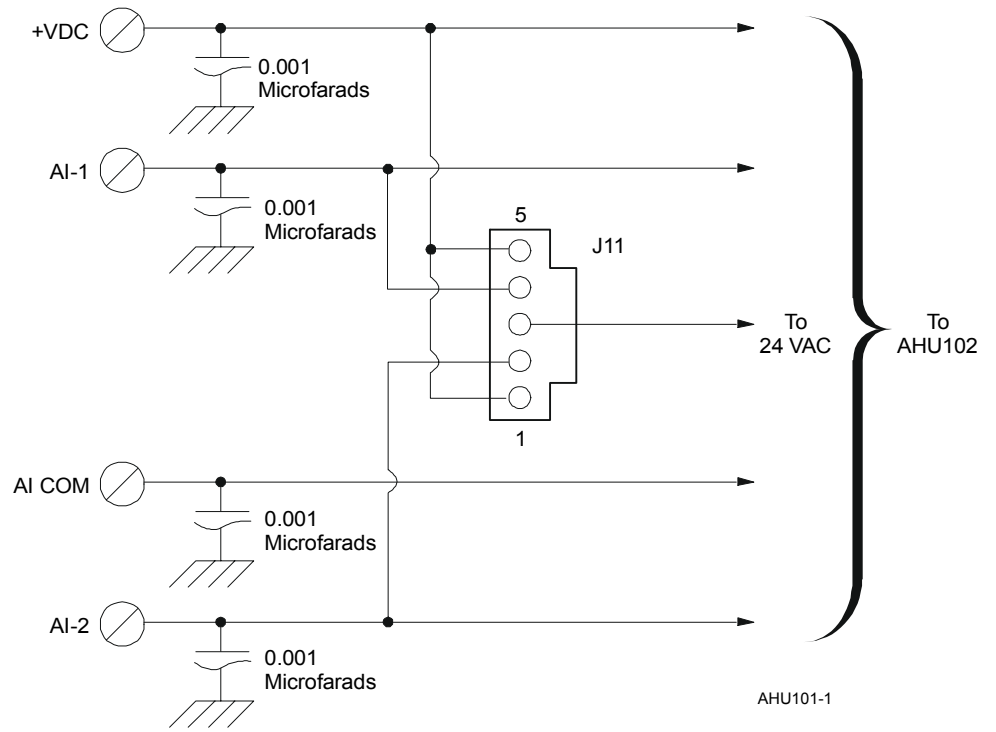 +VDC
0.001
Microfarads
AI-1
0.001
Microfarads
5
J11
To
24 VAC
To
AHU102
1
AI COM
0.001
Microfarads
AI-2
0.001
Microfarads
AHU101-1